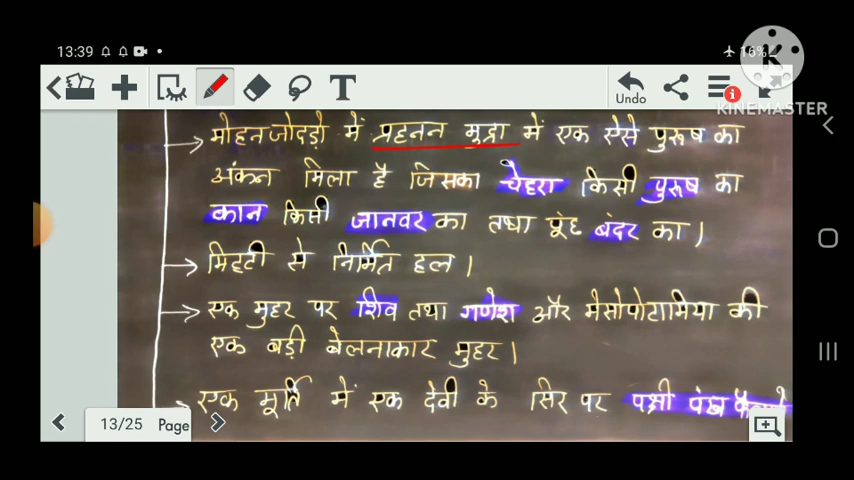 13:39
16%
KINEMASTER
Undo
मोहनजोदड़ो में प्रहनन मुद्रा में एक ऐसे पुरूष का
अंकन मिला है जिसका चेहरा किसी पुरूष का
कान किसी जानवर का तथा पूंछ बंदर का।
मिट्टी से निर्मित हल।
एक मुहर पर शिव तथा गणेश और मेसोपोटामिया की
एक बड़ी बेलनाकार मुहर।
एक मूर्ति में एक देवी के सिर पर पक्षी पंख
13/25 Page